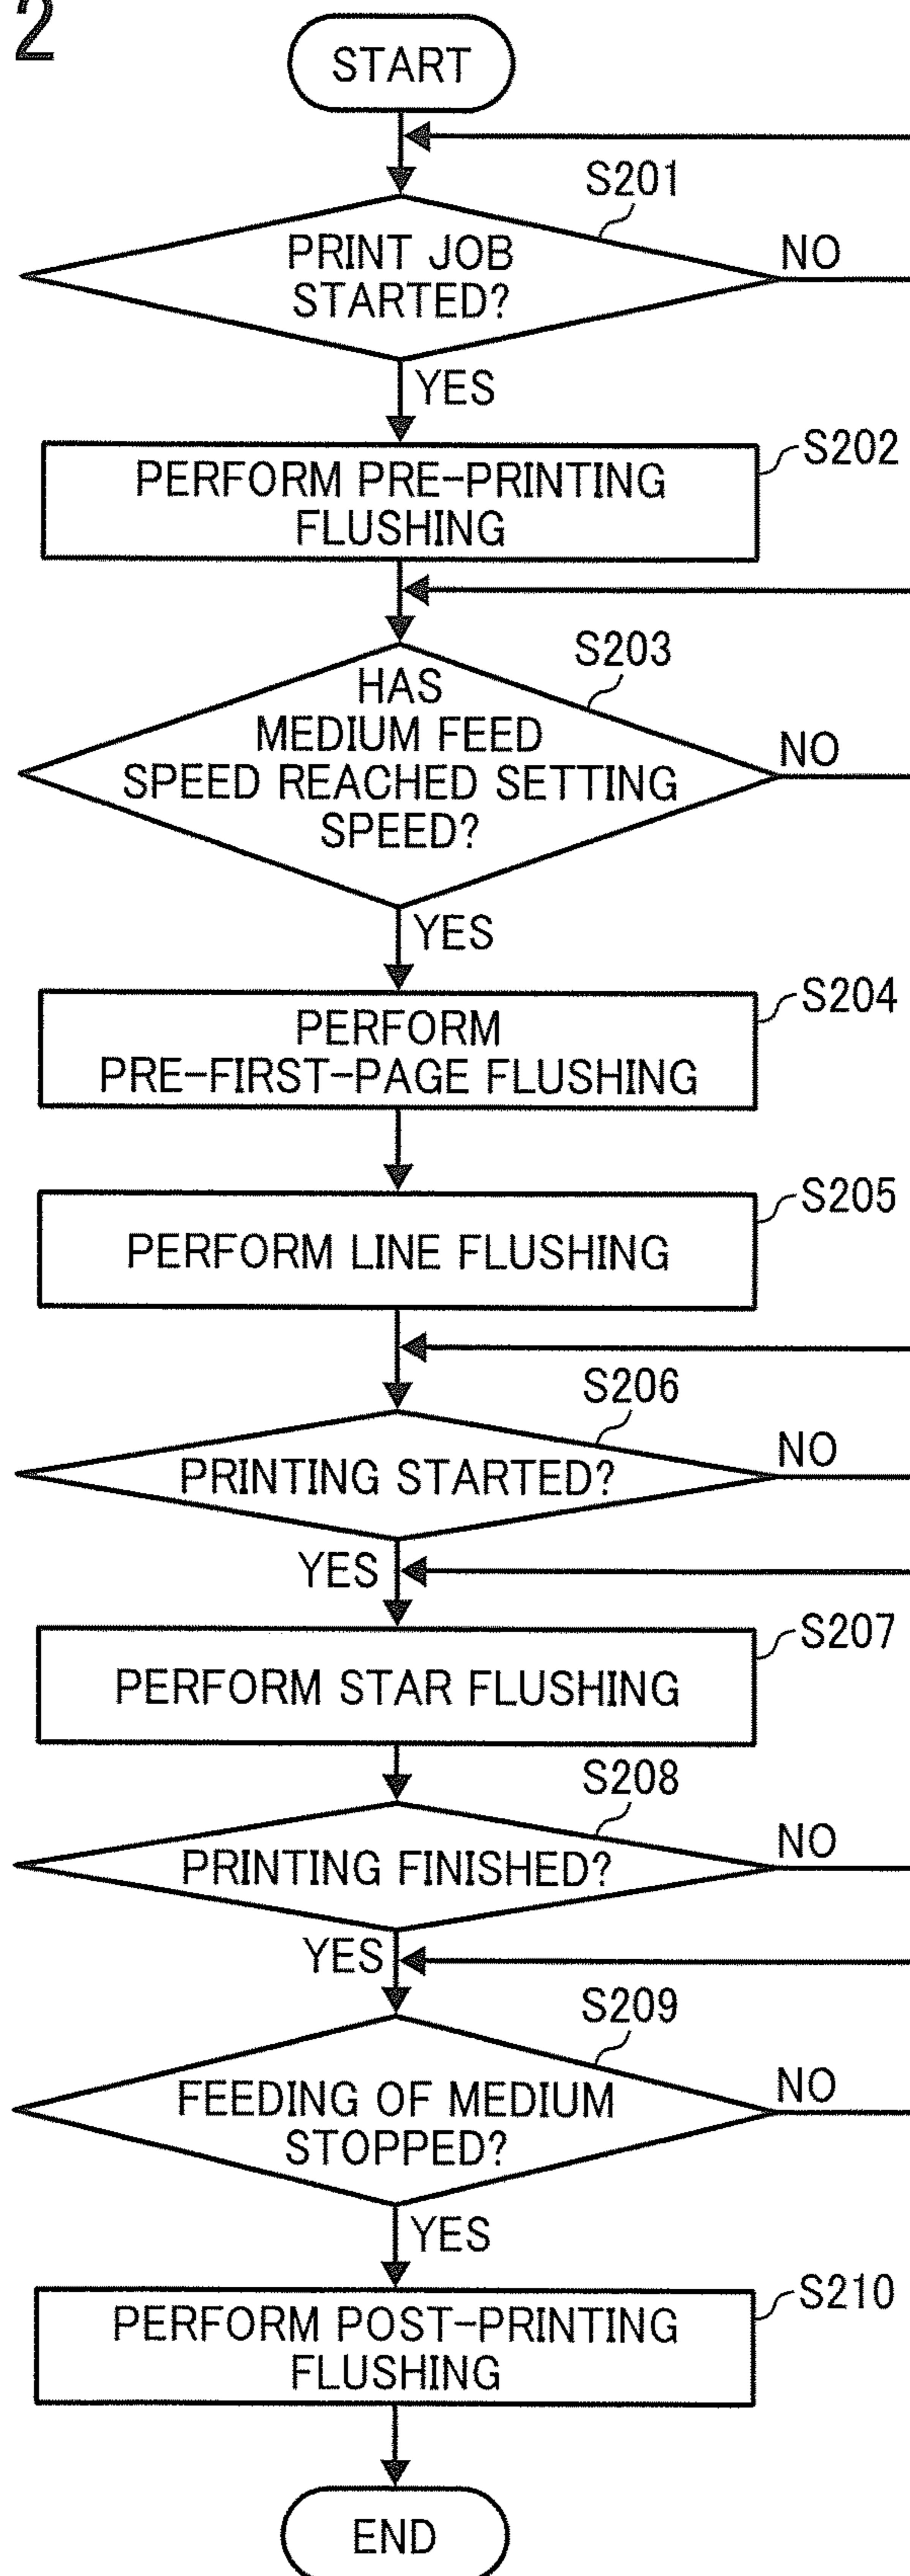 2
START
S201
PRINT JOB
STARTED?
NO
YES
S202
PERFORM PRE-PRINTING
FLUSHING
S203
HAS
MEDIUM FEED
SPEED REACHED SETTING
SPEED?
NO
YES
S204
PERFORM
PRE-FIRST-PAGE FLUSHING
S205
PERFORM LINE FLUSHING
S206
PRINTING STARTED?
NO
YES
S207
PERFORM STAR FLUSHING
S208
PRINTING FINISHED?
NO
YES
S209
FEEDING OF MEDIUM
STOPPED?
NO
YES
S210
PERFORM POST-PRINTING
FLUSHING
END